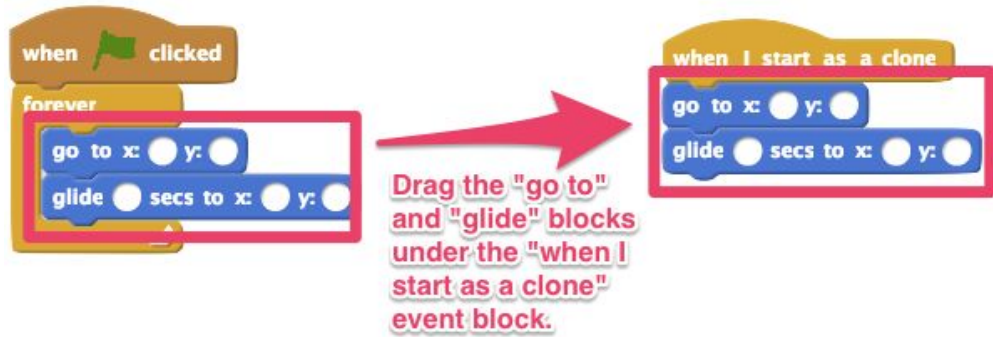 when clicked
forever
go to x: y:
glide secs to x: y:
Drag the "go to"
and "glide" blocks
under the "when I
start as a clone"
event block.
when I start as a clone
go to x: y:
glide secs to x: y: